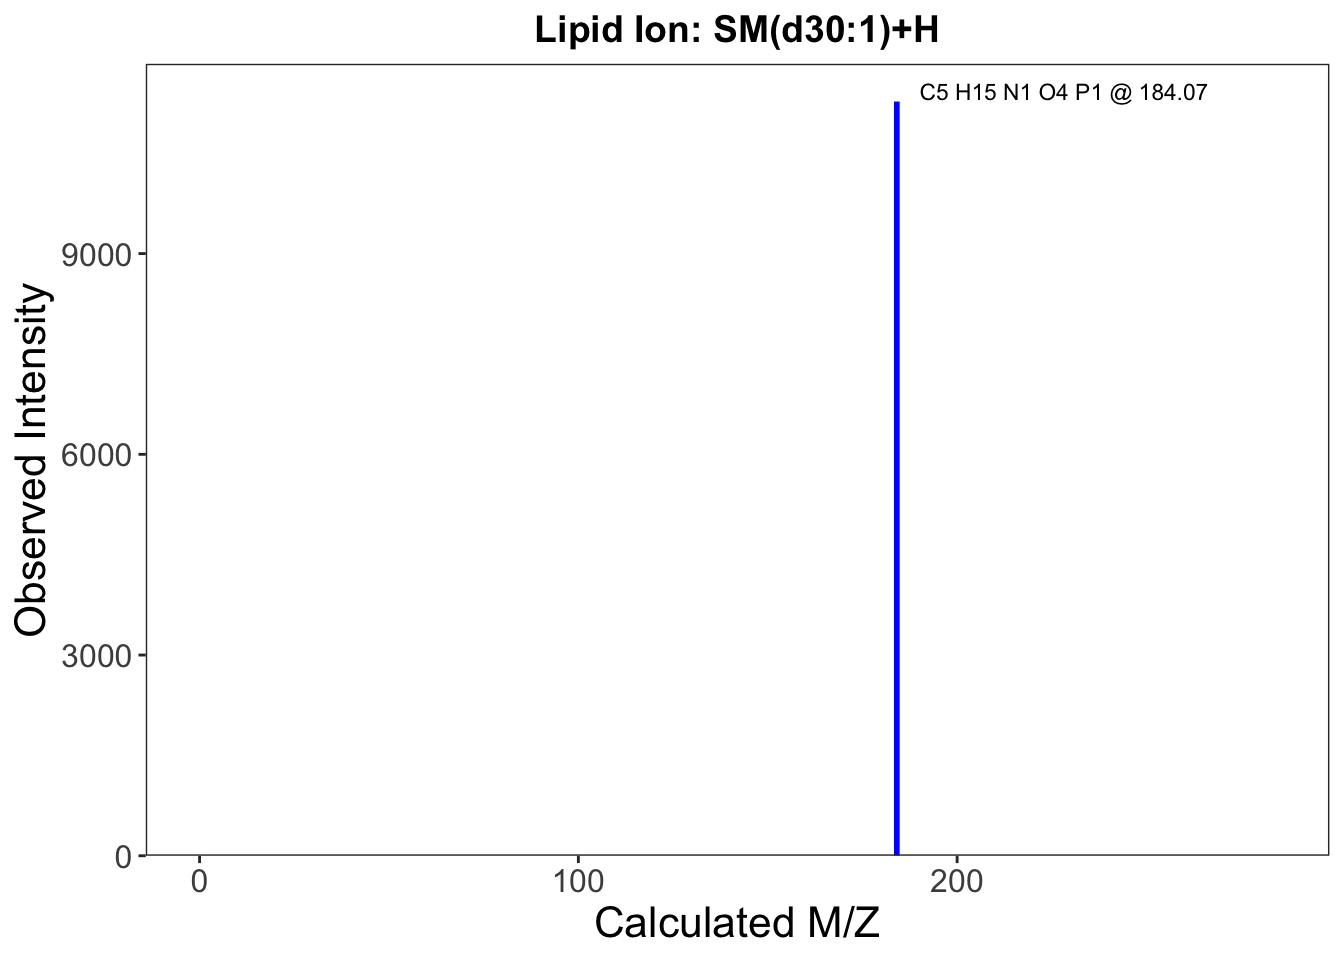 Lipid Ion: SM(d30:1)+H
C5 H15 N1 O4 P1 @ 184.07
9000
6000
3000
0
Observed Intensity
0 100 200
Calculated M/Z